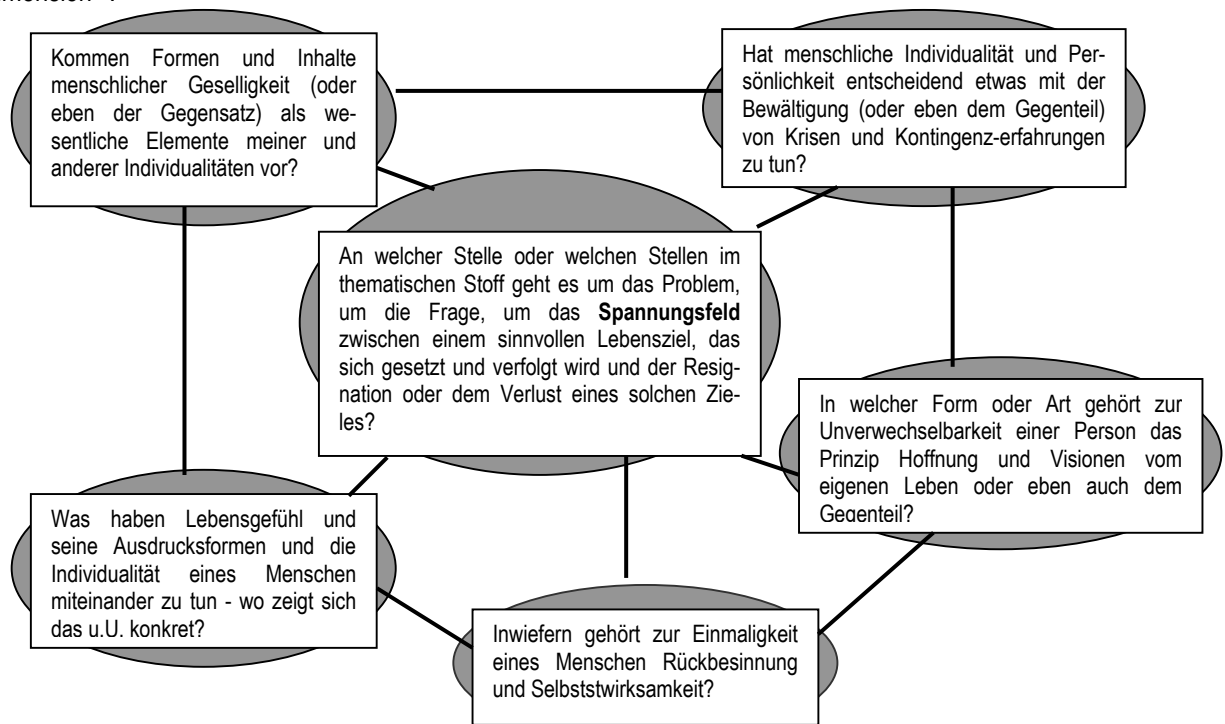 Kommen Formen und Inhalte
menschlicher Geselligkeit (oder
eben der Gegensatz) als we-
sentliche Elemente meiner und
anderer Individualitäten vor?
Hat menschliche Individualität und Per-
sönlichkeit entscheidend etwas mit der
Bewältigung (oder eben dem Gegenteil)
von Krisen und Kontingenz-erfahrungen
zu tun?
An welcher Stelle oder welchen Stellen im
thematischen Stoff geht es um das Problem,
um die Frage, um das Spannungsfeld
zwischen einem sinnvollen Lebensziel, das
sich gesetzt und verfolgt wird und der Resig-
nation oder dem Verlust eines solchen Zie-
les?
In welcher Form oder Art gehört zur
Unverwechselbarkeit einer Person das
Prinzip Hoffnung und Visionen vom
eigenen Leben oder eben auch dem
Gegenteil?
Was haben Lebensgefühl und
seine Ausdrucksformen und die
Individualität eines Menschen
miteinander zu tun - wo zeigt sich
das u.U. konkret?
Inwiefern gehört zur Einmaligkeit
eines Menschen Rückbesinnung
und Selbststwirksamkeit?